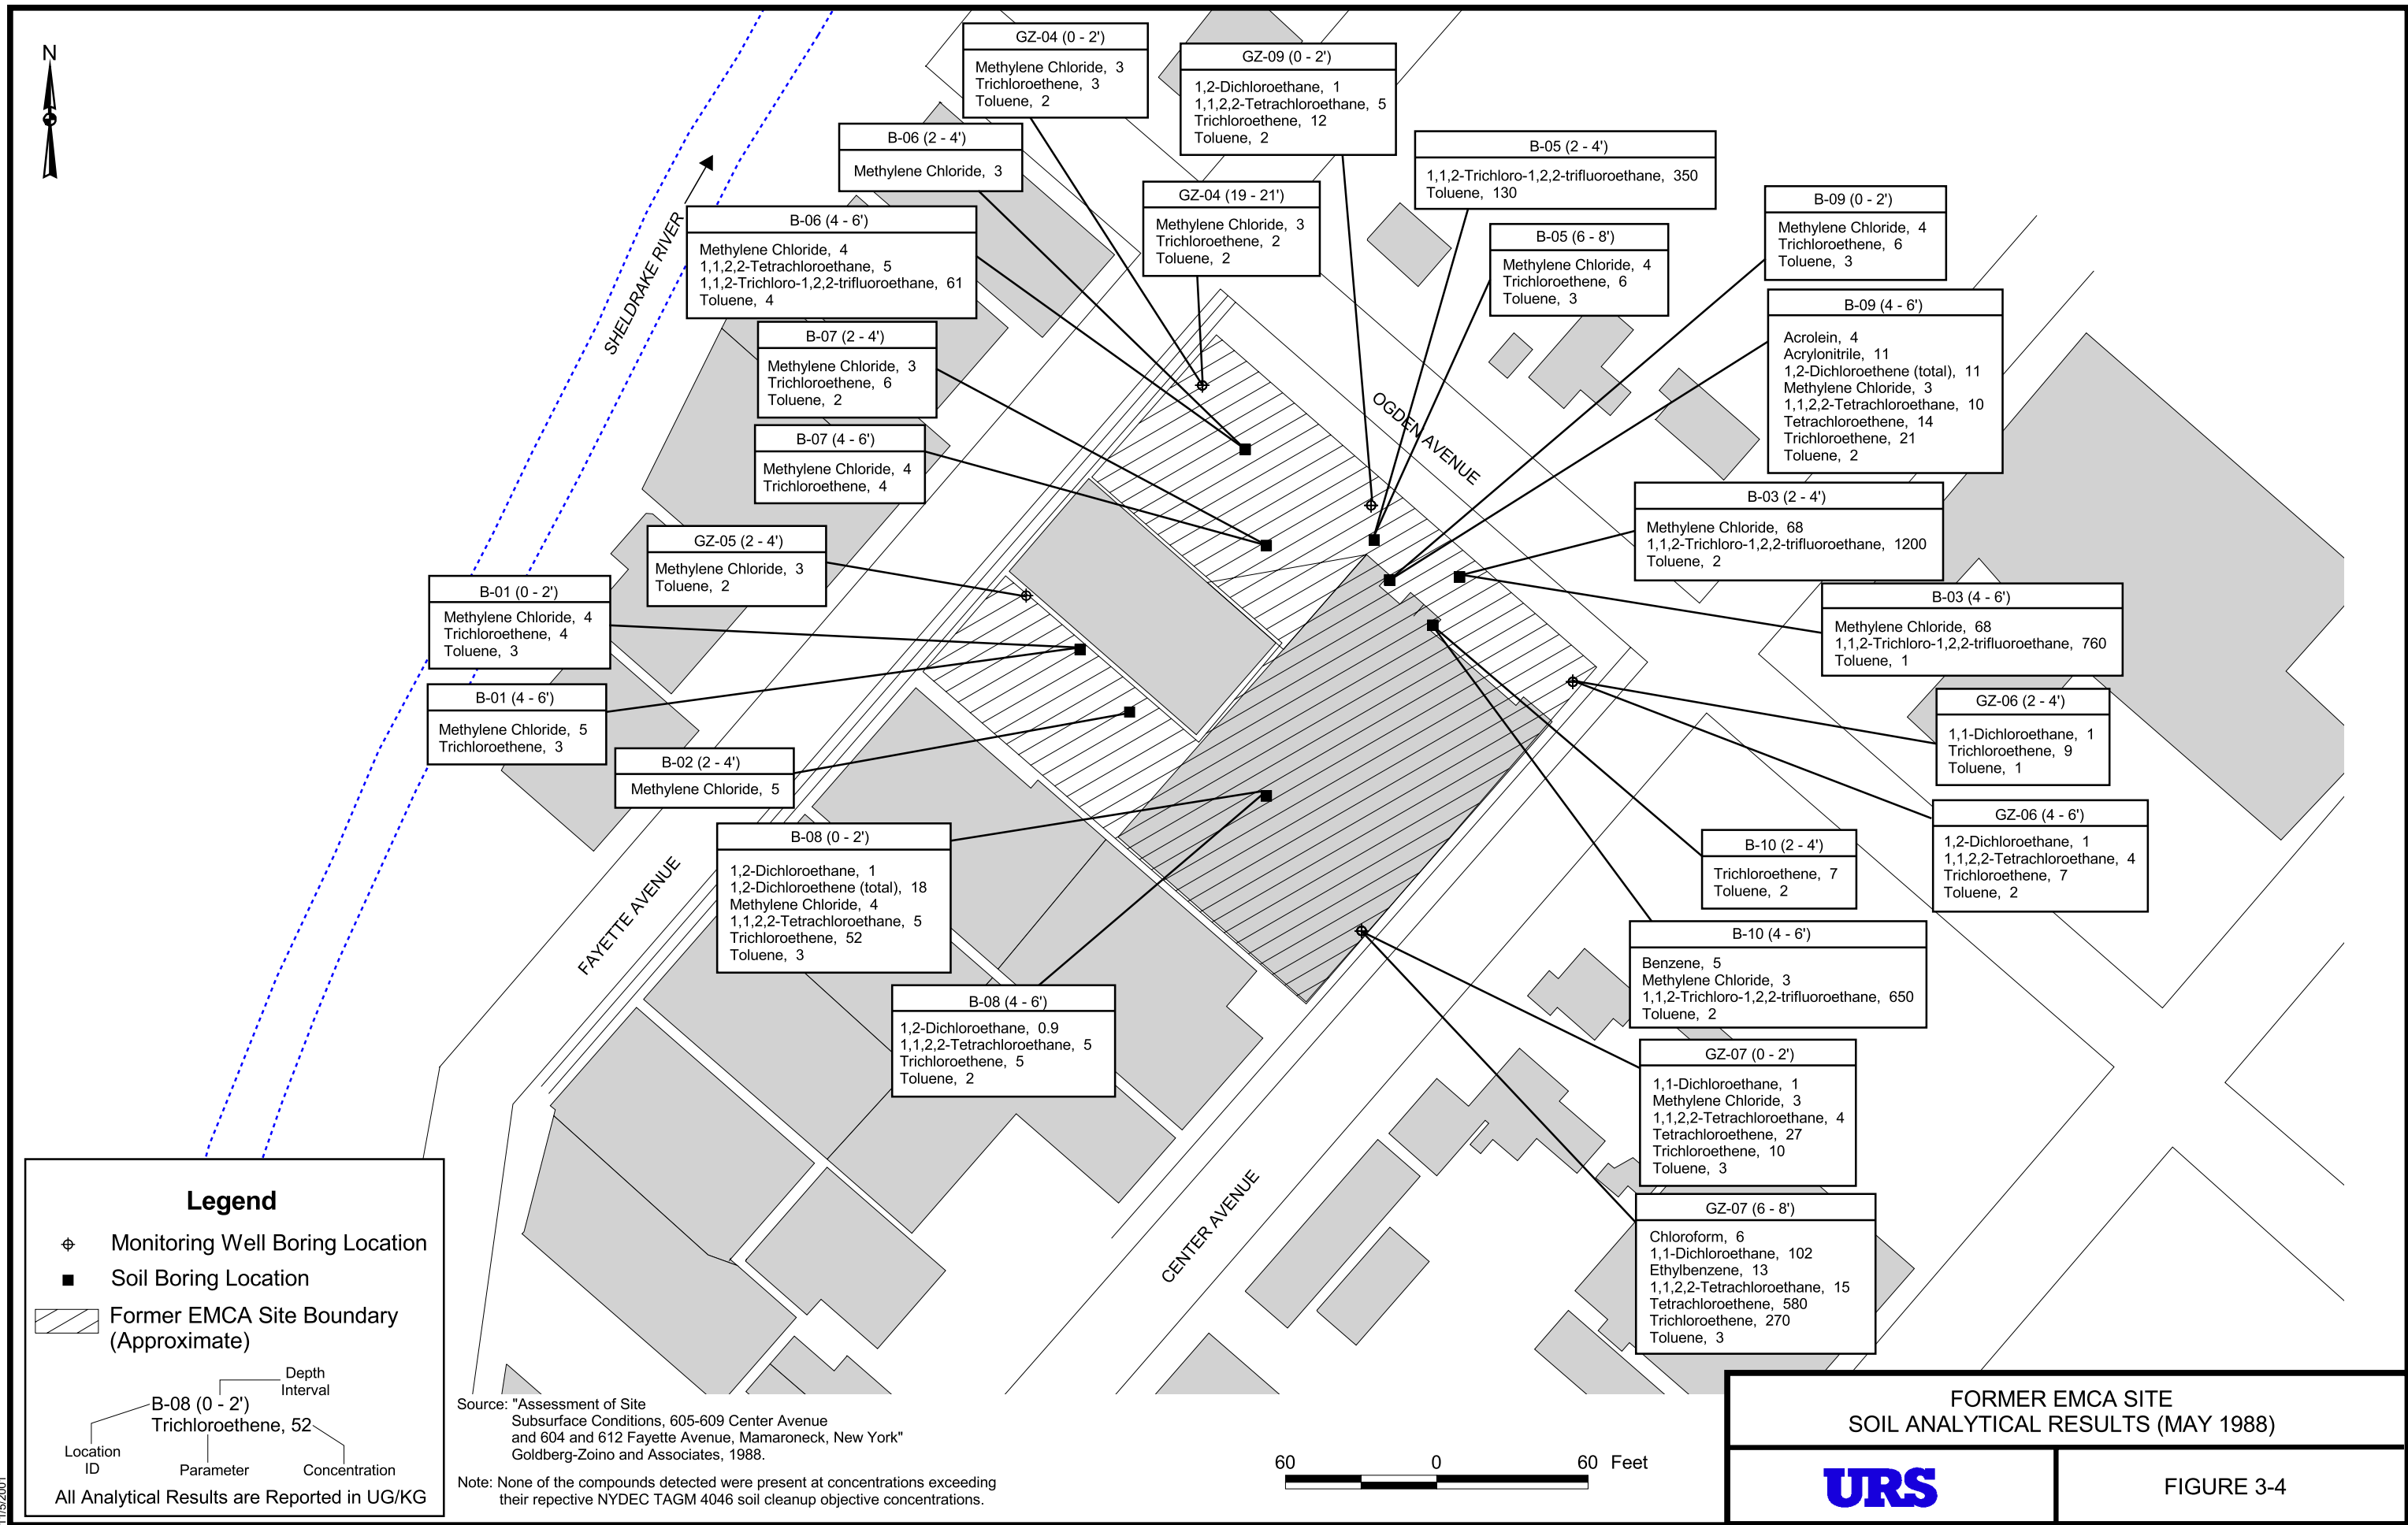 N
SHELDRAKE RIVER
GZ-04 (0 - 2')
Methylene Chloride, 3
Trichloroethene, 3
Toluene, 2
GZ-09 (0 - 2')
1,2-Dichloroethane, 1
1,1,2,2-Tetrachloroethane, 5
Trichloroethene, 12
Toluene, 2
B-06 (2 - 4')
Methylene Chloride, 3
B-05 (2 - 4')
1,1,2-Trichloro-1,2,2-trifluroethane, 350
Toluene, 130
GZ-04 (19 - 21')
Methylene Chloride, 3
Trichloroethene, 2
Toluene, 2
B-09 (0 - 2')
Methylene Chloride, 4
Trichloroethene, 6
Toluene, 3
B-06 (4 - 6')
Methylene Chloride, 4
1,1,2,2-Tetrachloroethane, 5
1,1,2-Trichloro-1,2,2-trifluroethane, 61
Toluene, 4
B-05 (6 - 8')
Methylene Chloride, 4
Trichloroethene, 6
Toluene, 3
B-09 (4 - 6')
Acrolein, 4
Acrylonitrile, 11
1,2-Dichloroethene (total), 11
Methylene Chloride, 3
1,1,2,2-Tetrachloroethane, 10
Tetrachloroethene, 14
Trichloroethene, 21
Toluene, 2
B-07 (2 - 4')
Methylene Chloride, 3
Trichloroethene, 6
Toluene, 2
OGDEN AVENUE
B-07 (4 - 6')
Methylene Chloride, 4
Trichloroethene, 4
B-03 (2 - 4')
Methylene Chloride, 68
1,1,2-Trichloro-1,2,2-trifluroethane, 1200
Toluene, 2
GZ-05 (2 - 4')
Methylene Chloride, 3
Toluene, 2
B-01 (0 - 2')
Methylene Chloride, 4
Trichloroethene, 4
Toluene, 3
B-03 (4 - 6')
Methylene Chloride, 68
1,1,2-Trichloro-1,2,2-trifluroethane, 760
Toluene, 1
B-01 (4 - 6')
Methylene Chloride, 5
Trichloroethene, 3
GZ-06 (2 - 4')
1,1-Dichloroethane, 1
Trichloroethene, 9
Toluene, 1
B-02 (2 - 4')
Methylene Chloride, 5
GZ-06 (4 - 6')
1,2-Dichloroethane, 1
1,1,2,2-Tetrachloroethane, 4
Trichloroethene, 7
Toluene, 2
B-08 (0 - 2')
1,2-Dichloroethane, 1
1,2-Dichloroethene (total), 18
Methylene Chloride, 4
1,1,2,2-Tetrachloroethane, 5
Trichloroethene, 52
Toluene, 3
B-10 (2 - 4')
Trichloroethene, 7
Toluene, 2
FAYETTE AVENUE
B-10 (4 - 6')
Benzene, 5
Methylene Chloride, 3
1,1,2-Trichloro-1,2,2-trifluroethane, 650
Toluene, 2
B-08 (4 - 6')
1,2-Dichloroethane, 0.9
1,1,2,2-Tetrachloroethane, 5
Trichloroethene, 5
Toluene, 2
GZ-07 (0 - 2')
1,1-Dichloroethane, 1
Methylene Chloride, 3
1,1,2,2-Tetrachloroethane, 4
Tetrachloroethene, 27
Trichloroethene, 10
Toluene, 3
CENTER AVENUE
GZ-07 (6 - 8')
Chloroform, 6
1,1-Dichloroethane, 102
Ethylbenzene, 13
1,1,2,2-Tetrachloroethane, 15
Tetrachloroethene, 580
Trichloroethene, 270
Toluene, 3
Legend
Monitoring Well Boring Location
Soil Boring Location
Former EMCA Site Boundary
(Approximate)
Depth
Interval
B-08 (0 - 2')
Trichloroethene, 52
Location
ID
Parameter
Concentration
All Analytical Results are Reported in UG/KG
Source: "Assessment of Site
Subsurface Conditions, 605-609 Center Avenue
and 604 and 612 Fayette Avenue, Mamaroneck, New York"
Goldberg-Zoino and Associates, 1988.
Note: None of the compounds detected were present at concentrations exceeding
their repective NYDEC TAGM 4046 soil cleanup objective concentrations.
60 0 60 Feet
FORMER EMCA SITE
SOIL ANALYTICAL RESULTS (MAY 1988)
URS
FIGURE 3-4